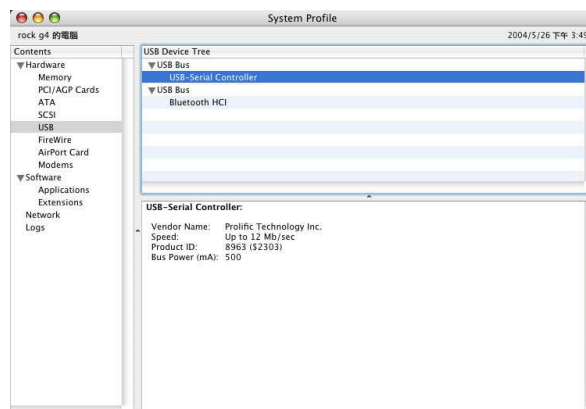 System Profile
rock g4 的電腦
2004/5/26 下午 3:49
Contents
Hardware
Memory
PCI/AGP Cards
ATA
SCSI
USB
FireWire
AirPort Card
Modems
Software
Applications
Extensions
Network
Logs
USB Device Tree
USB Bus
USB-Serial Controller
USB Bus
Bluetooth HCI
USB-Serial Controller:
Vendor Name: Prolific Technology Inc.
Speed: Up to 12 Mb/sec
Product ID: 8963 ($2303)
Bus Power (mA): 500